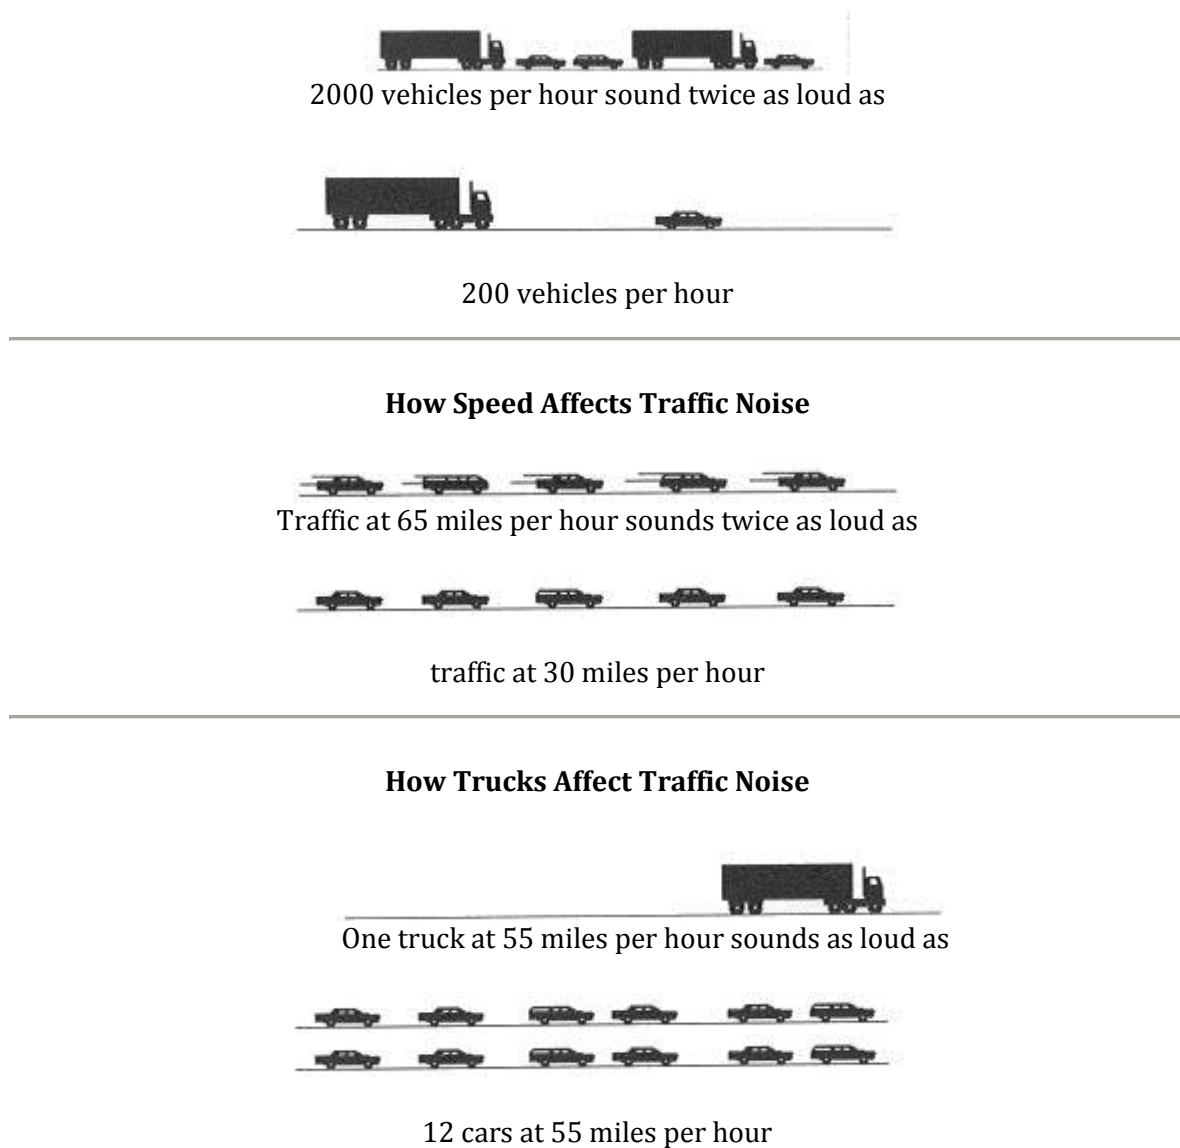 2000 vehicles per hour sound twice as loud as
200 vehicles per hour
How Speed Affects Traffic Noise
Traffic at 65 miles per hour sounds twice as loud as
traffic at 30 miles per hour
How Trucks Affect Traffic Noise
One truck at 55 miles per hour sounds as loud as
12 cars at 55 miles per hour